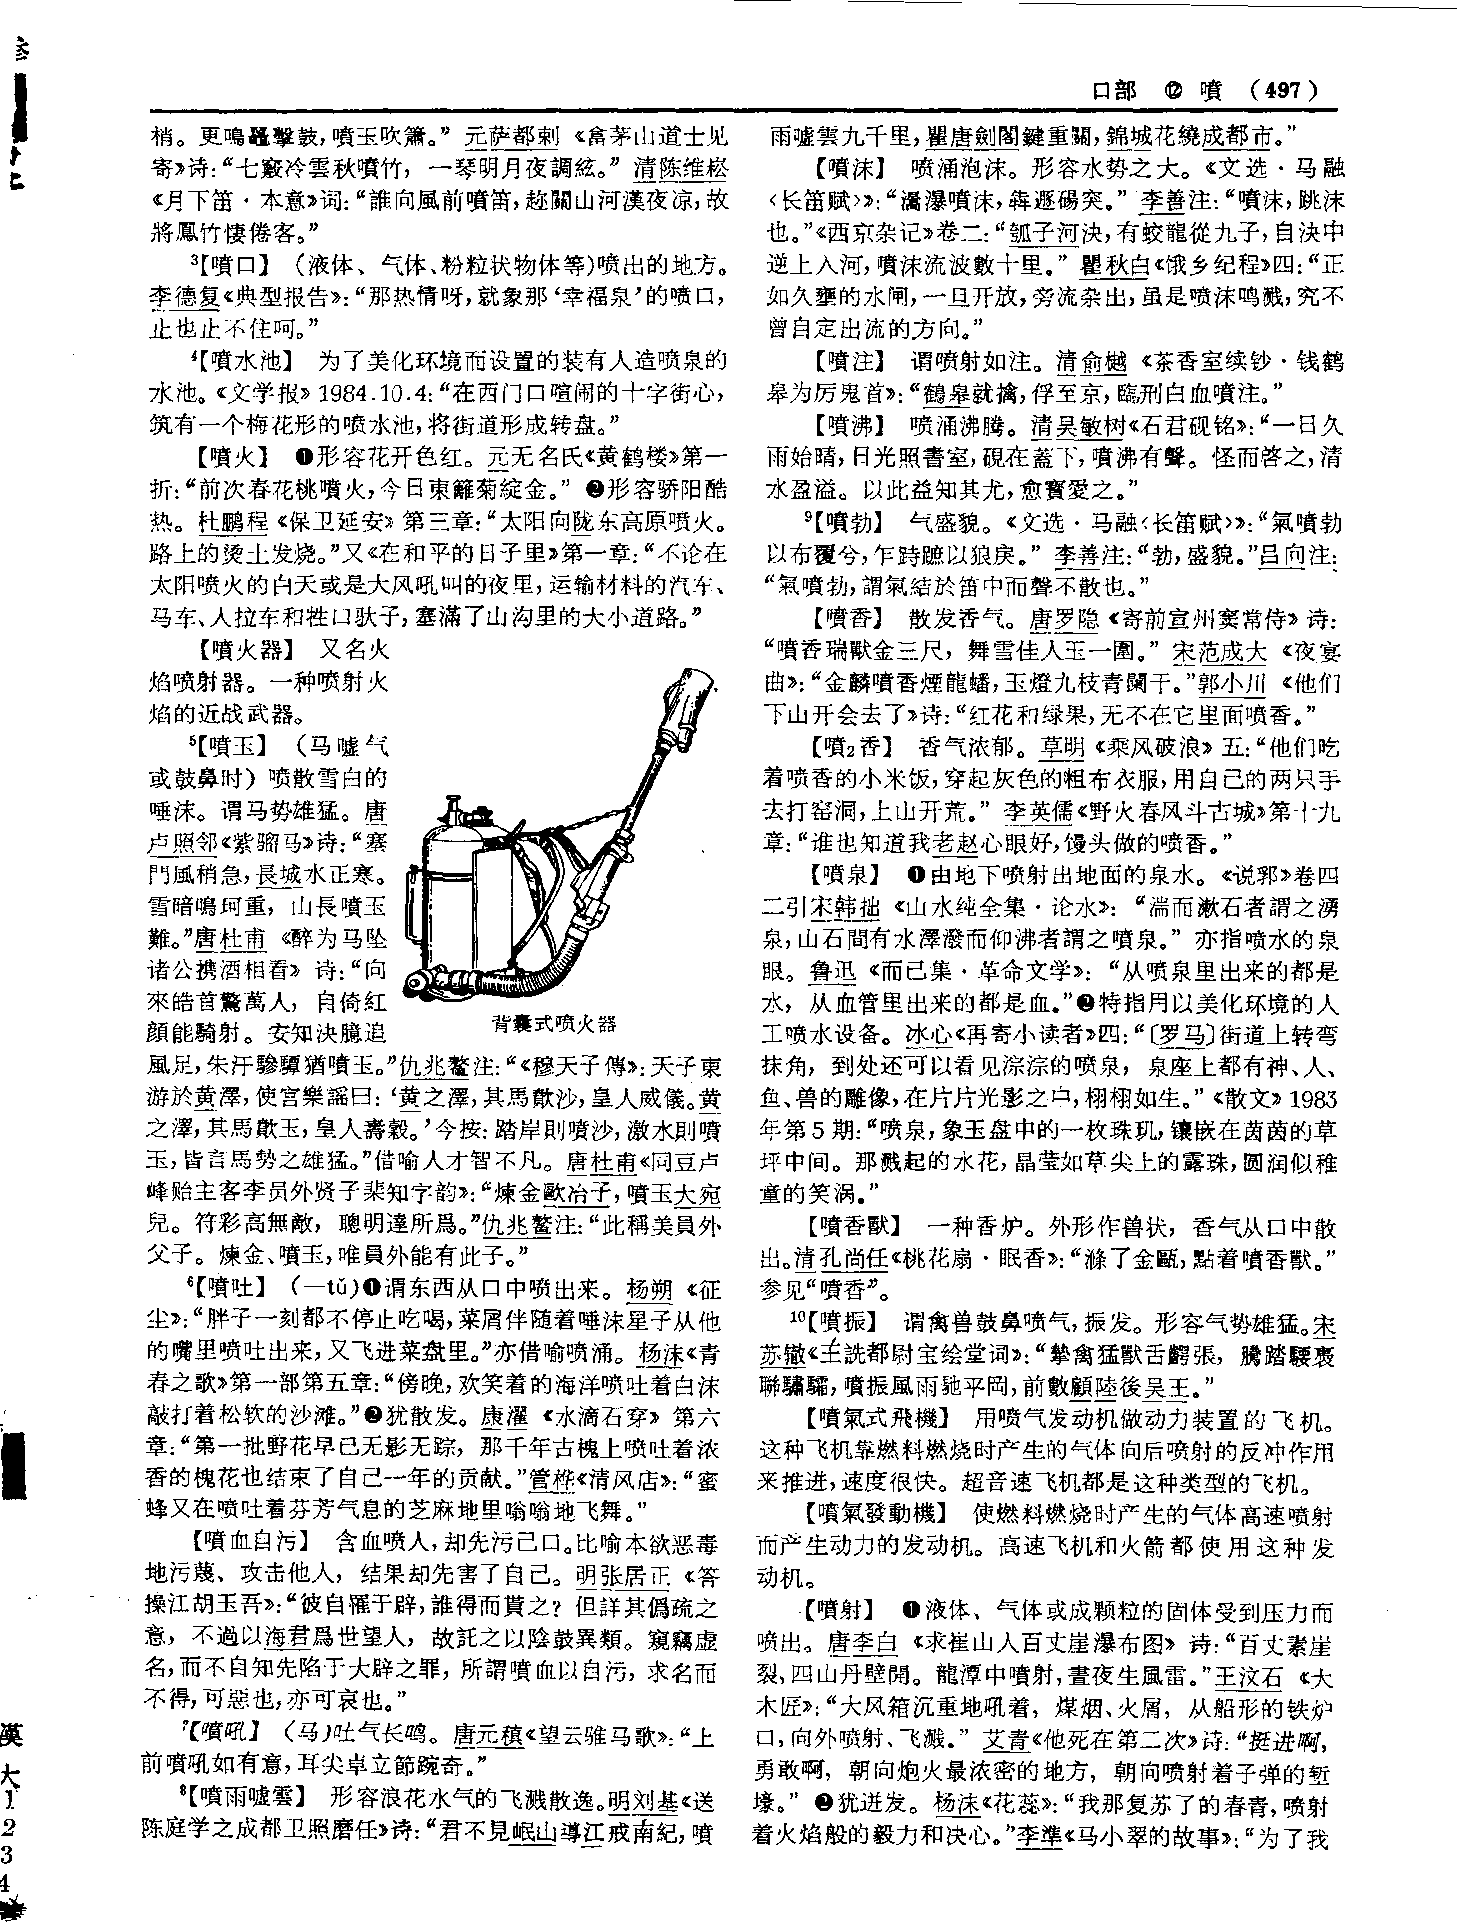 口部 ⑫ 噴 （497）
梢。更鳴鼉擊鼓，噴玉吹簫。”元萨都剌《畲茅山道士见
寄》诗：“七竅冷雲秋噴竹，一琴明月夜調絃。”清陈维崧
《月下笛·本意》词：“誰向風前噴笛，趁關山河漢夜凉，故
將鳳竹悽倦客。”
³【噴口】（液体、气体、粉粒状物体等）喷出的地方。
李德复《典型报告》：“那热情呀，就象那‘幸福泉’的喷口，
止也止不住呵。”
⁴【噴水池】 为了美化环境而设置的装有人造喷泉的
水池。《文学报》1984.10.4：“在西门口喧闹的十字街心，
筑有一个梅花形的喷水池，将街道形成转盘。”
【噴火】 ❶形容花开色红。元无名氏《黄鹤楼》第一
折：“前次春花桃噴火，今日東籬菊綻金。”❷形容骄阳酷
热。杜鹏程《保卫延安》第三章：“太阳向陇东高原喷火。
路上的烫土发烧。”又《在和平的日子里》第一章：“不论在
太阳喷火的白天或是大风吼叫的夜里，运输材料的汽车、
马车、人拉车和牲口驮子，塞满了山沟里的大小道路。”
【噴火器】 又名火
焰喷射器。一种喷射火
焰的近战武器。
⁵【噴玉】（马嘘气
或鼓鼻时）喷散雪白的
唾沫。谓马势雄猛。唐
卢照邻《紫骝马》诗：“塞
門風稍急，長城水正寒。
雪暗鳴珂重，山長噴玉
難。”唐杜甫《醉为马坠
诸公携酒相看》诗：“向
來皓首驚萬人，自倚紅
顔能騎射。安知決臆追
背囊式喷火器
風足，朱汗驂驔猶噴玉。”仇兆鳌注：“《穆天子傳》：天子東
游於黄澤，使宫樂謡曰：‘黄之澤，其馬歕沙，皇人威儀。黄
之澤，其馬歕玉，皇人壽穀。’今按：踏岸則噴沙，激水則噴
玉，皆言馬勢之雄猛。”借喻人才智不凡。唐杜甫《同豆卢
峰贻主客李员外贤子棐知字韵》：“煉金歐冶子，噴玉大宛
兒。符彩高無敵，聰明達所爲。”仇兆鳌注：“此稱美員外
父子。煉金、噴玉，唯員外能有此子。”
⁶【噴吐】（—tǔ）❶谓东西从口中喷出来。杨朔《征
尘》：“胖子一刻都不停止吃喝，菜屑伴随着唾沫星子从他
的嘴里喷吐出来，又飞进菜盘里。”亦借喻喷涌。杨沫《青
春之歌》第一部第五章：“傍晚，欢笑着的海洋喷吐着白沫
敲打着松软的沙滩。”❷犹散发。康濯《水滴石穿》第六
章：“第一批野花早已无影无踪，那千年古槐上喷吐着浓
香的槐花也结束了自己一年的贡献。”管桦《清风店》：“蜜
蜂又在喷吐着芬芳气息的芝麻地里嗡嗡地飞舞。”
【噴血自污】 含血喷人，却先污己口。比喻本欲恶毒
地污蔑、攻击他人，结果却先害了自己。明张居正《答
操江胡玉吾》：“彼自罹于辟，誰得而貰之？但詳其僞疏之
意，不過以海君爲世望人，故託之以陰鼓異類。窺竊虚
名，而不自知先陷于大辟之罪，所謂噴血以自污，求名而
不得，可惡也，亦可哀也。”
⁷【噴吼】（马）吐气长鸣。唐元稹《望云骓马歌》：“上
前噴吼如有意，耳尖卓立節踠奇。”
⁸【噴雨嘘雲】 形容浪花水气的飞溅散逸。明刘基《送
陈庭学之成都卫照磨任》诗：“君不見岷山導江戒南紀，噴
雨嘘雲九千里，瞿唐劍閣鍵重關，錦城花繞成都市。”
【噴沫】 喷涌泡沫。形容水势之大。《文选·马融
〈长笛赋〉》：“㵧瀑噴沫，犇遯碭突。”李善注：“噴沫，跳沫
也。”《西京杂记》卷二：“瓠子河決，有蛟龍從九子，自決中
逆上入河，噴沫流波數十里。”瞿秋白《饿乡纪程》四：“正
如久壅的水闸，一旦开放，旁流杂出，虽是喷沫鸣溅，究不
曾自定出流的方向。”
【噴注】 谓喷射如注。清俞樾《茶香室续钞·钱鹤
皋为厉鬼首》：“鶴皋就擒，俘至京，臨刑白血噴注。”
【噴沸】 喷涌沸腾。清吴敏树《石君砚铭》：“一日久
雨始晴，日光照書室，硯在蓋下，噴沸有聲。怪而啓之，清
水盈溢。以此益知其尤，愈寶愛之。”
⁹【噴勃】 气盛貌。《文选·马融〈长笛赋〉》：“氣噴勃
以布覆兮，乍跱蹠以狼戾。”李善注：“勃，盛貌。”吕向注：
“氣噴勃，謂氣結於笛中而聲不散也。”
【噴香】 散发香气。唐罗隐《寄前宣州窦常侍》诗：
“噴香瑞獸金三尺，舞雪佳人玉一圍。”宋范成大《夜宴
曲》：“金麟噴香煙龍蟠，玉燈九枝青闌干。”郭小川《他们
下山开会去了》诗：“红花和绿果，无不在它里面喷香。”
【噴₂香】 香气浓郁。草明《乘风破浪》五：“他们吃
着喷香的小米饭，穿起灰色的粗布衣服，用自己的两只手
去打窑洞，上山开荒。”李英儒《野火春风斗古城》第十九
章：“谁也知道我老赵心眼好，馒头做的喷香。”
【噴泉】 ❶由地下喷射出地面的泉水。《说郛》卷四
二引宋韩拙《山水纯全集·论水》：“湍而漱石者謂之湧
泉，山石間有水澤潑而仰沸者謂之噴泉。”亦指喷水的泉
眼。鲁迅《而已集·革命文学》：“从喷泉里出来的都是
水，从血管里出来的都是血。”❷特指用以美化环境的人
工喷水设备。冰心《再寄小读者》四：“〔罗马〕街道上转弯
抹角，到处还可以看见淙淙的喷泉，泉座上都有神、人、
鱼、兽的雕像，在片片光影之中，栩栩如生。”《散文》1983
年第5期：“喷泉，象玉盘中的一枚珠玑，镶嵌在茵茵的草
坪中间。那溅起的水花，晶莹如草尖上的露珠，圆润似稚
童的笑涡。”
【噴香獸】 一种香炉。外形作兽状，香气从口中散
出。清孔尚任《桃花扇·眠香》：“滌了金甌，點着噴香獸。”
参见“噴香”。
¹⁰【噴振】 谓禽兽鼓鼻喷气，振发。形容气势雄猛。宋
苏辙《王詵都尉宝绘堂词》：“摯禽猛獸舌齶張，騰踏騕褭
聯驌驦，噴振風雨馳平岡，前數顧陸後吴王。”
【噴氣式飛機】 用喷气发动机做动力装置的飞机。
这种飞机靠燃料燃烧时产生的气体向后喷射的反冲作用
来推进，速度很快。超音速飞机都是这种类型的飞机。
【噴氣發動機】 使燃料燃烧时产生的气体高速喷射
而产生动力的发动机。高速飞机和火箭都使用这种发
动机。
【噴射】 ❶液体、气体或成颗粒的固体受到压力而
喷出。唐李白《求崔山人百丈崖瀑布图》诗：“百丈素崖
裂，四山丹壁開。龍潭中噴射，晝夜生風雷。”王汶石《大
木匠》：“大风箱沉重地吼着，煤烟、火屑，从船形的铁炉
口，向外喷射、飞溅。”艾青《他死在第二次》诗：“挺进啊，
勇敢啊，朝向炮火最浓密的地方，朝向喷射着子弹的堑
壕。”❷犹迸发。杨沫《花蕊》：“我那复苏了的春青，喷射
着火焰般的毅力和决心。”李準《马小翠的故事》：“为了我
漢
大
1
2
3
4